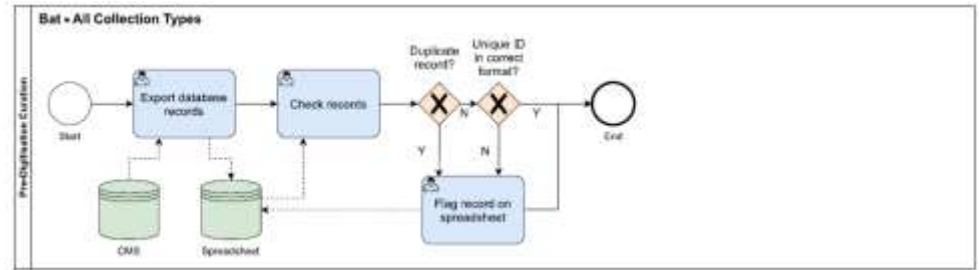 Bat • All Collection Types
Pre-Digitisation Curation
Duplicate
record?
Unique ID
in correct
format?
Start
Export database
records
Check records
N
Y
End
Y
N
Flag record on
spreadsheet
CMS
Spreadsheet